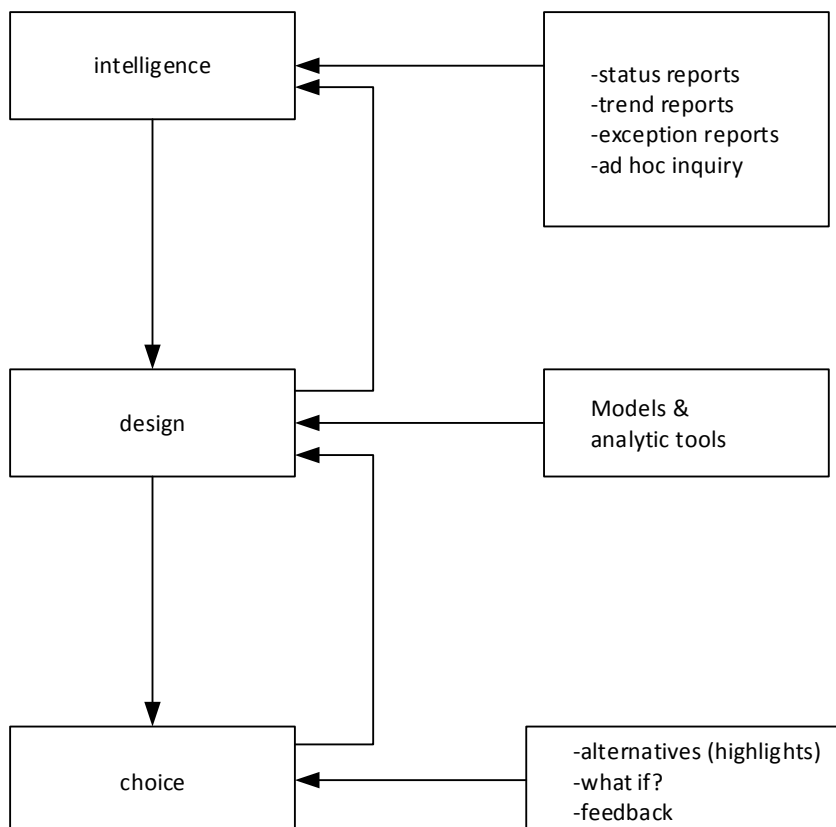 intelligence
-status reports
-trend reports
-exception reports
-ad hoc inquiry
design
Models &
analytic tools
choice
-alternatives (highlights)
-what if?
-feedback